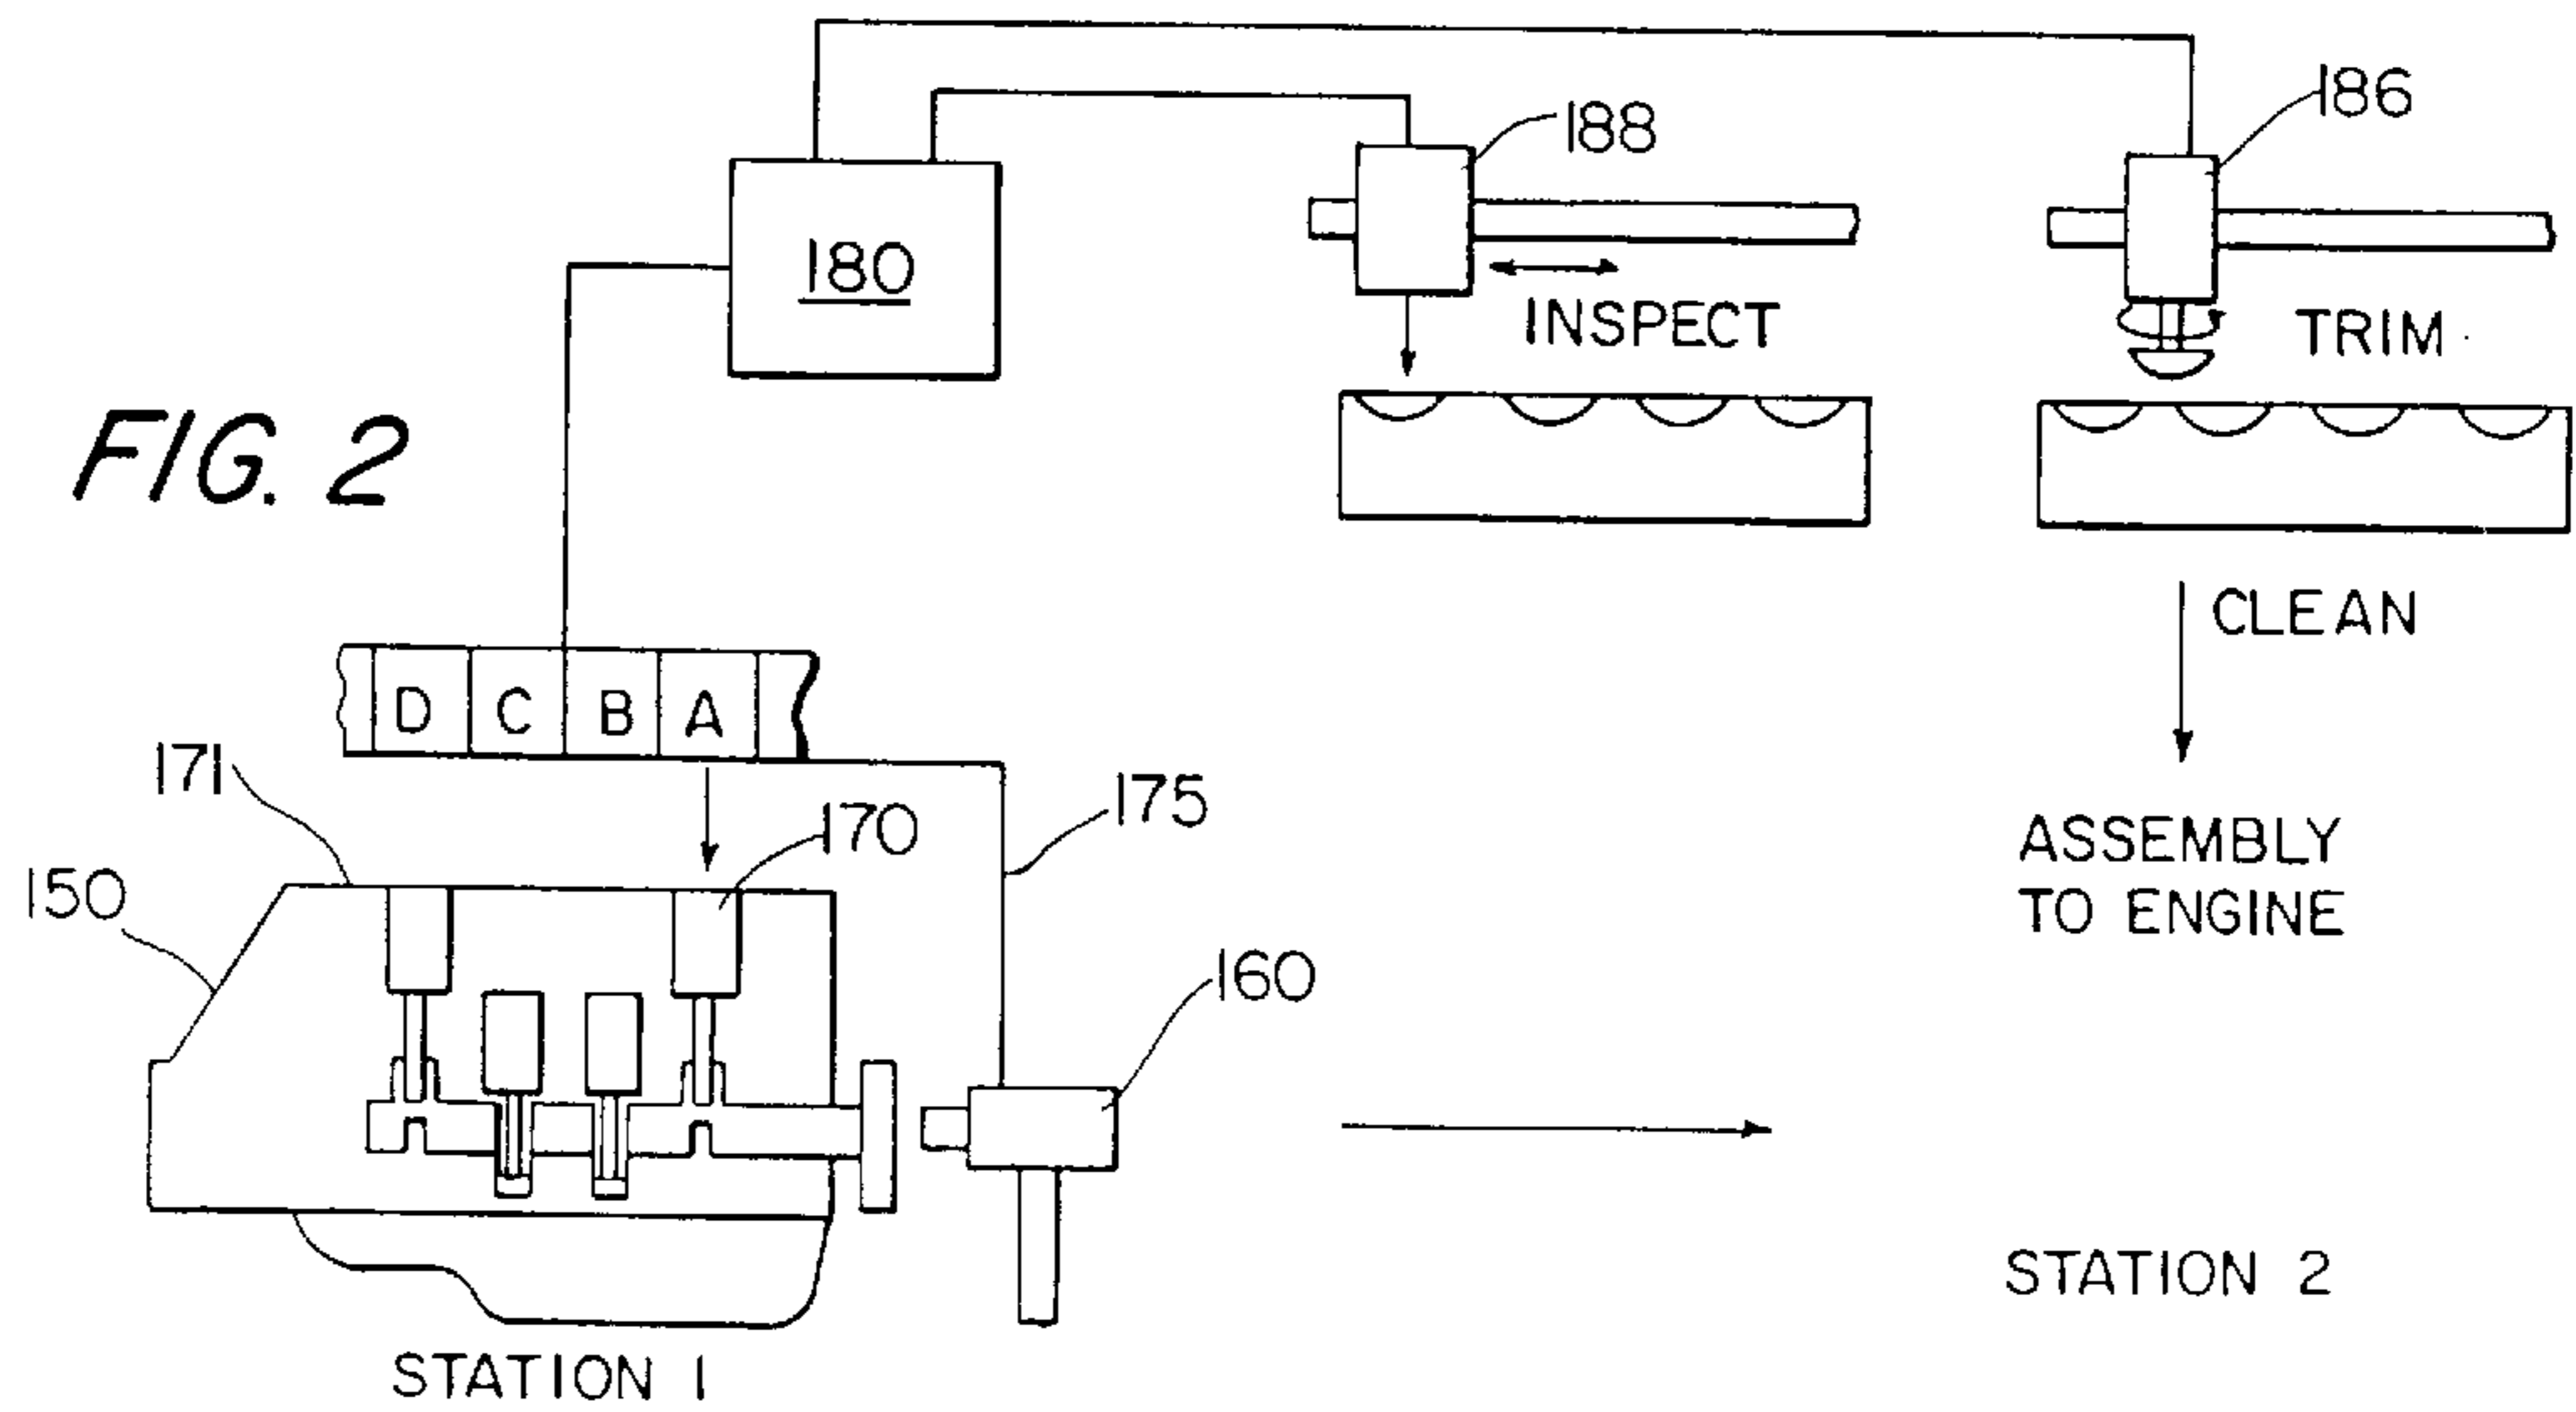 186
188
180
INSPECT
TRIM
FIG. 2
CLEAN
D C B A
171
170
175
ASSEMBLY
TO ENGINE
150
160
STATION 2
STATION 1